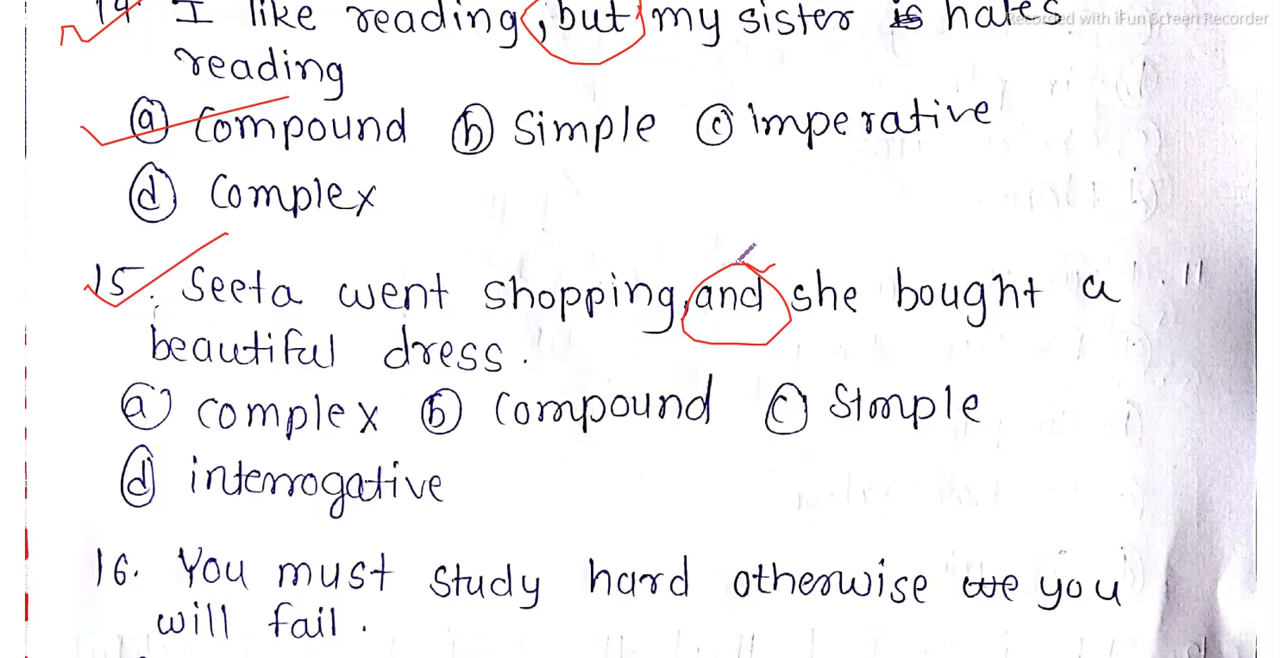 14. I like reading, but my sister is hates
Recorded with iFun Screen Recorder
reading
(a) Compound (b) Simple (c) imperative
(d) Complex
15. Seeta went shopping, and she bought a
beautiful dress.
(a) complex (b) Compound (c) Simple
(d) interrogative
16. You must study hard otherwise we you
will fail.